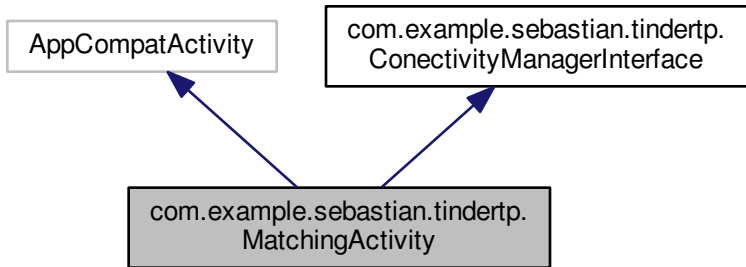 AppCompatActivity
com.example.sebastian.tindertp.
ConectivityManagerInterface
com.example.sebastian.tindertp.
MatchingActivity